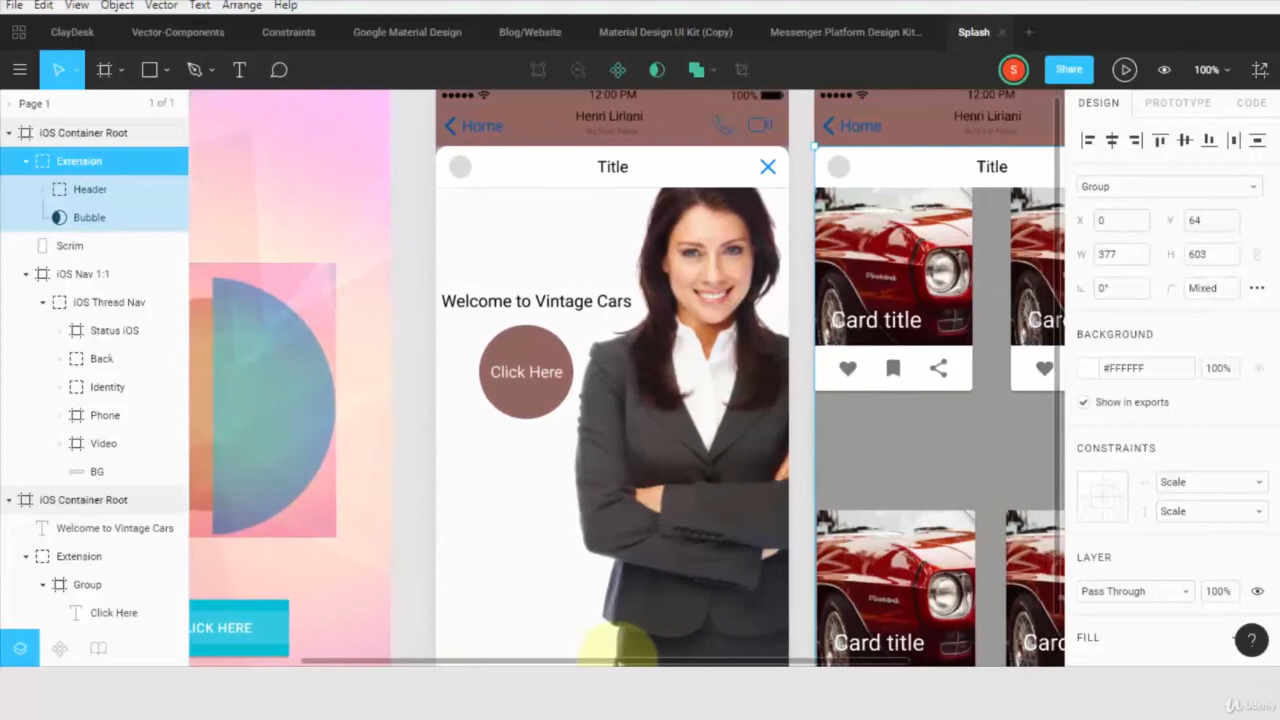 File Edit View Object Vector Text Arrange Help
ClayDesk Vector-Components Constraints Google Material Design Blog/Website Material Design UI Kit (Copy) Messenger Platform Design Kit... Splash
S Share 100%
Page 1 1 of 1
iOS Container Root
Extension
Header
Bubble
Scrim
iOS Nav 1:1
iOS Thread Nav
Status iOS
Back
Identity
Phone
Video
BG
iOS Container Root
Welcome to Vintage Cars
Extension
Group
Click Here
LICK HERE
12:00 PM 100%
Home Henri Liriani
Title
Welcome to Vintage Cars
Click Here
12:00 PM
Home Henri Liriani
Title
Firebird
Card title Car
Firebird
Card title Car
DESIGN PROTOTYPE CODE
Group
X 0 Y 64
W 377 H 603
0° Mixed
BACKGROUND
#FFFFFF 100%
Show in exports
CONSTRAINTS
Scale
Scale
LAYER
Pass Through 100%
FILL
?
Udemy